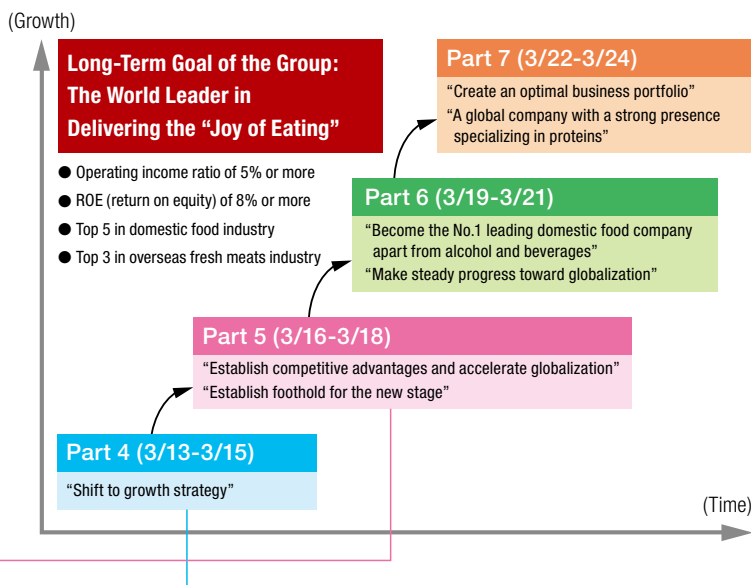 (Growth)
Long-Term Goal of the Group:
The World Leader in
Delivering the “Joy of Eating”
● Operating income ratio of 5% or more
● ROE (return on equity) of 8% or more
● Top 5 in domestic food industry
● Top 3 in overseas fresh meats industry
Part 7 (3/22-3/24)
“Create an optimal business portfolio”
“A global company with a strong presence
specializing in proteins”
Part 6 (3/19-3/21)
“Become the No.1 leading domestic food company
apart from alcohol and beverages”
“Make steady progress toward globalization”
Part 5 (3/16-3/18)
“Establish competitive advantages and accelerate globalization”
“Establish foothold for the new stage”
Part 4 (3/13-3/15)
“Shift to growth strategy”
(Time)